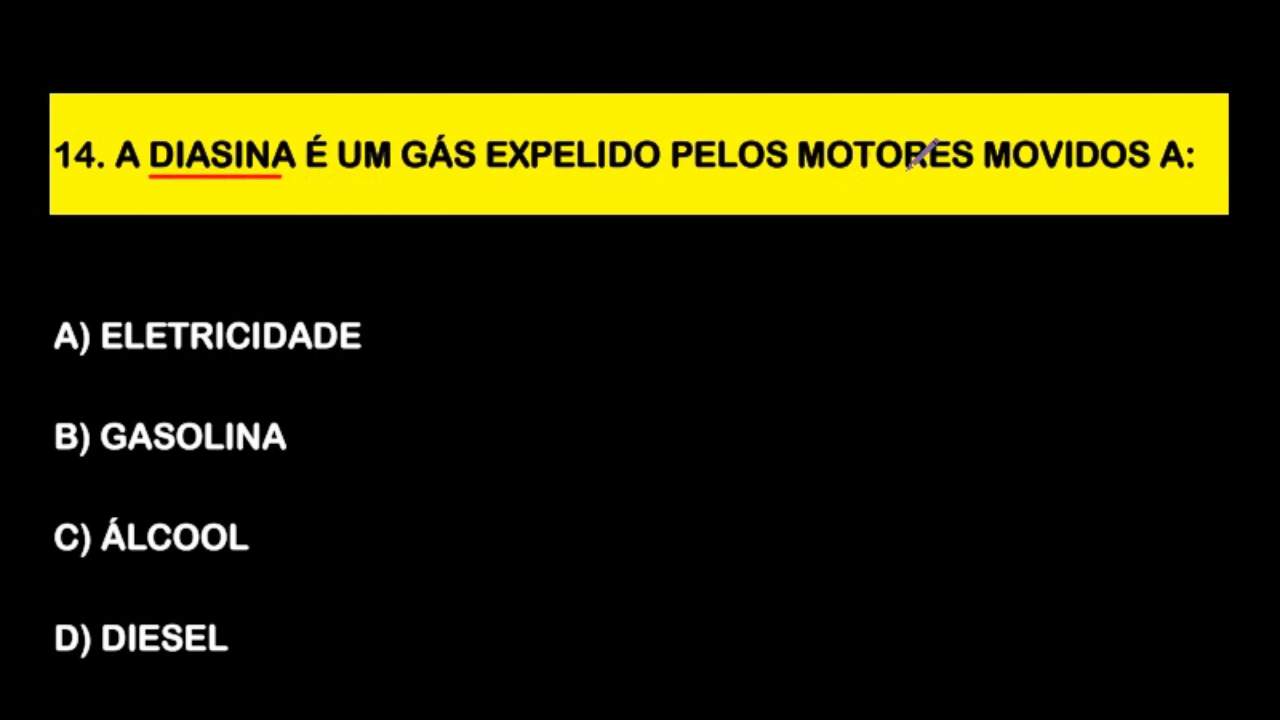 14. A DIASINA É UM GÁS EXPELIDO PELOS MOTORES MOVIDOS A:
A) ELETRICIDADE
B) GASOLINA
C) ÁLCOOL
D) DIESEL